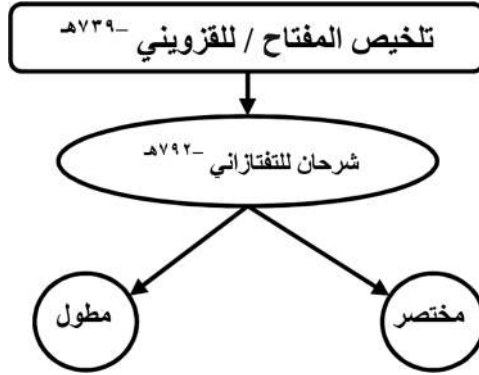 تلخيص المفتاح / للقزويني –٧٣٩هـ
شرحان للتفتازاني –٧٩٢هـ
مختصر
مطول